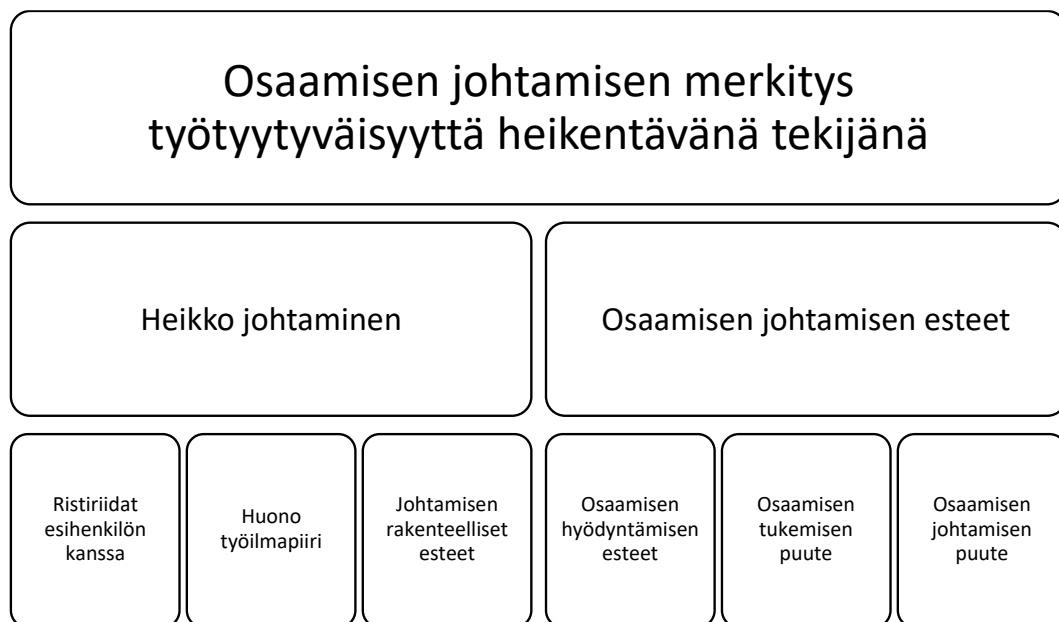 Osaamisen johtamisen merkitys
työtyytyväisyyttä heikentävänä tekijänä
Heikko johtaminen
Osaamisen johtamisen esteet
Ristiriidat
esihenkilön
kanssa
Huono
työilmapiiri
Johtamisen
rakenteelliset
esteet
Osaamisen
hyödyntämisen
esteet
Osaamisen
tukemisen
puute
Osaamisen
johtamisen
puute